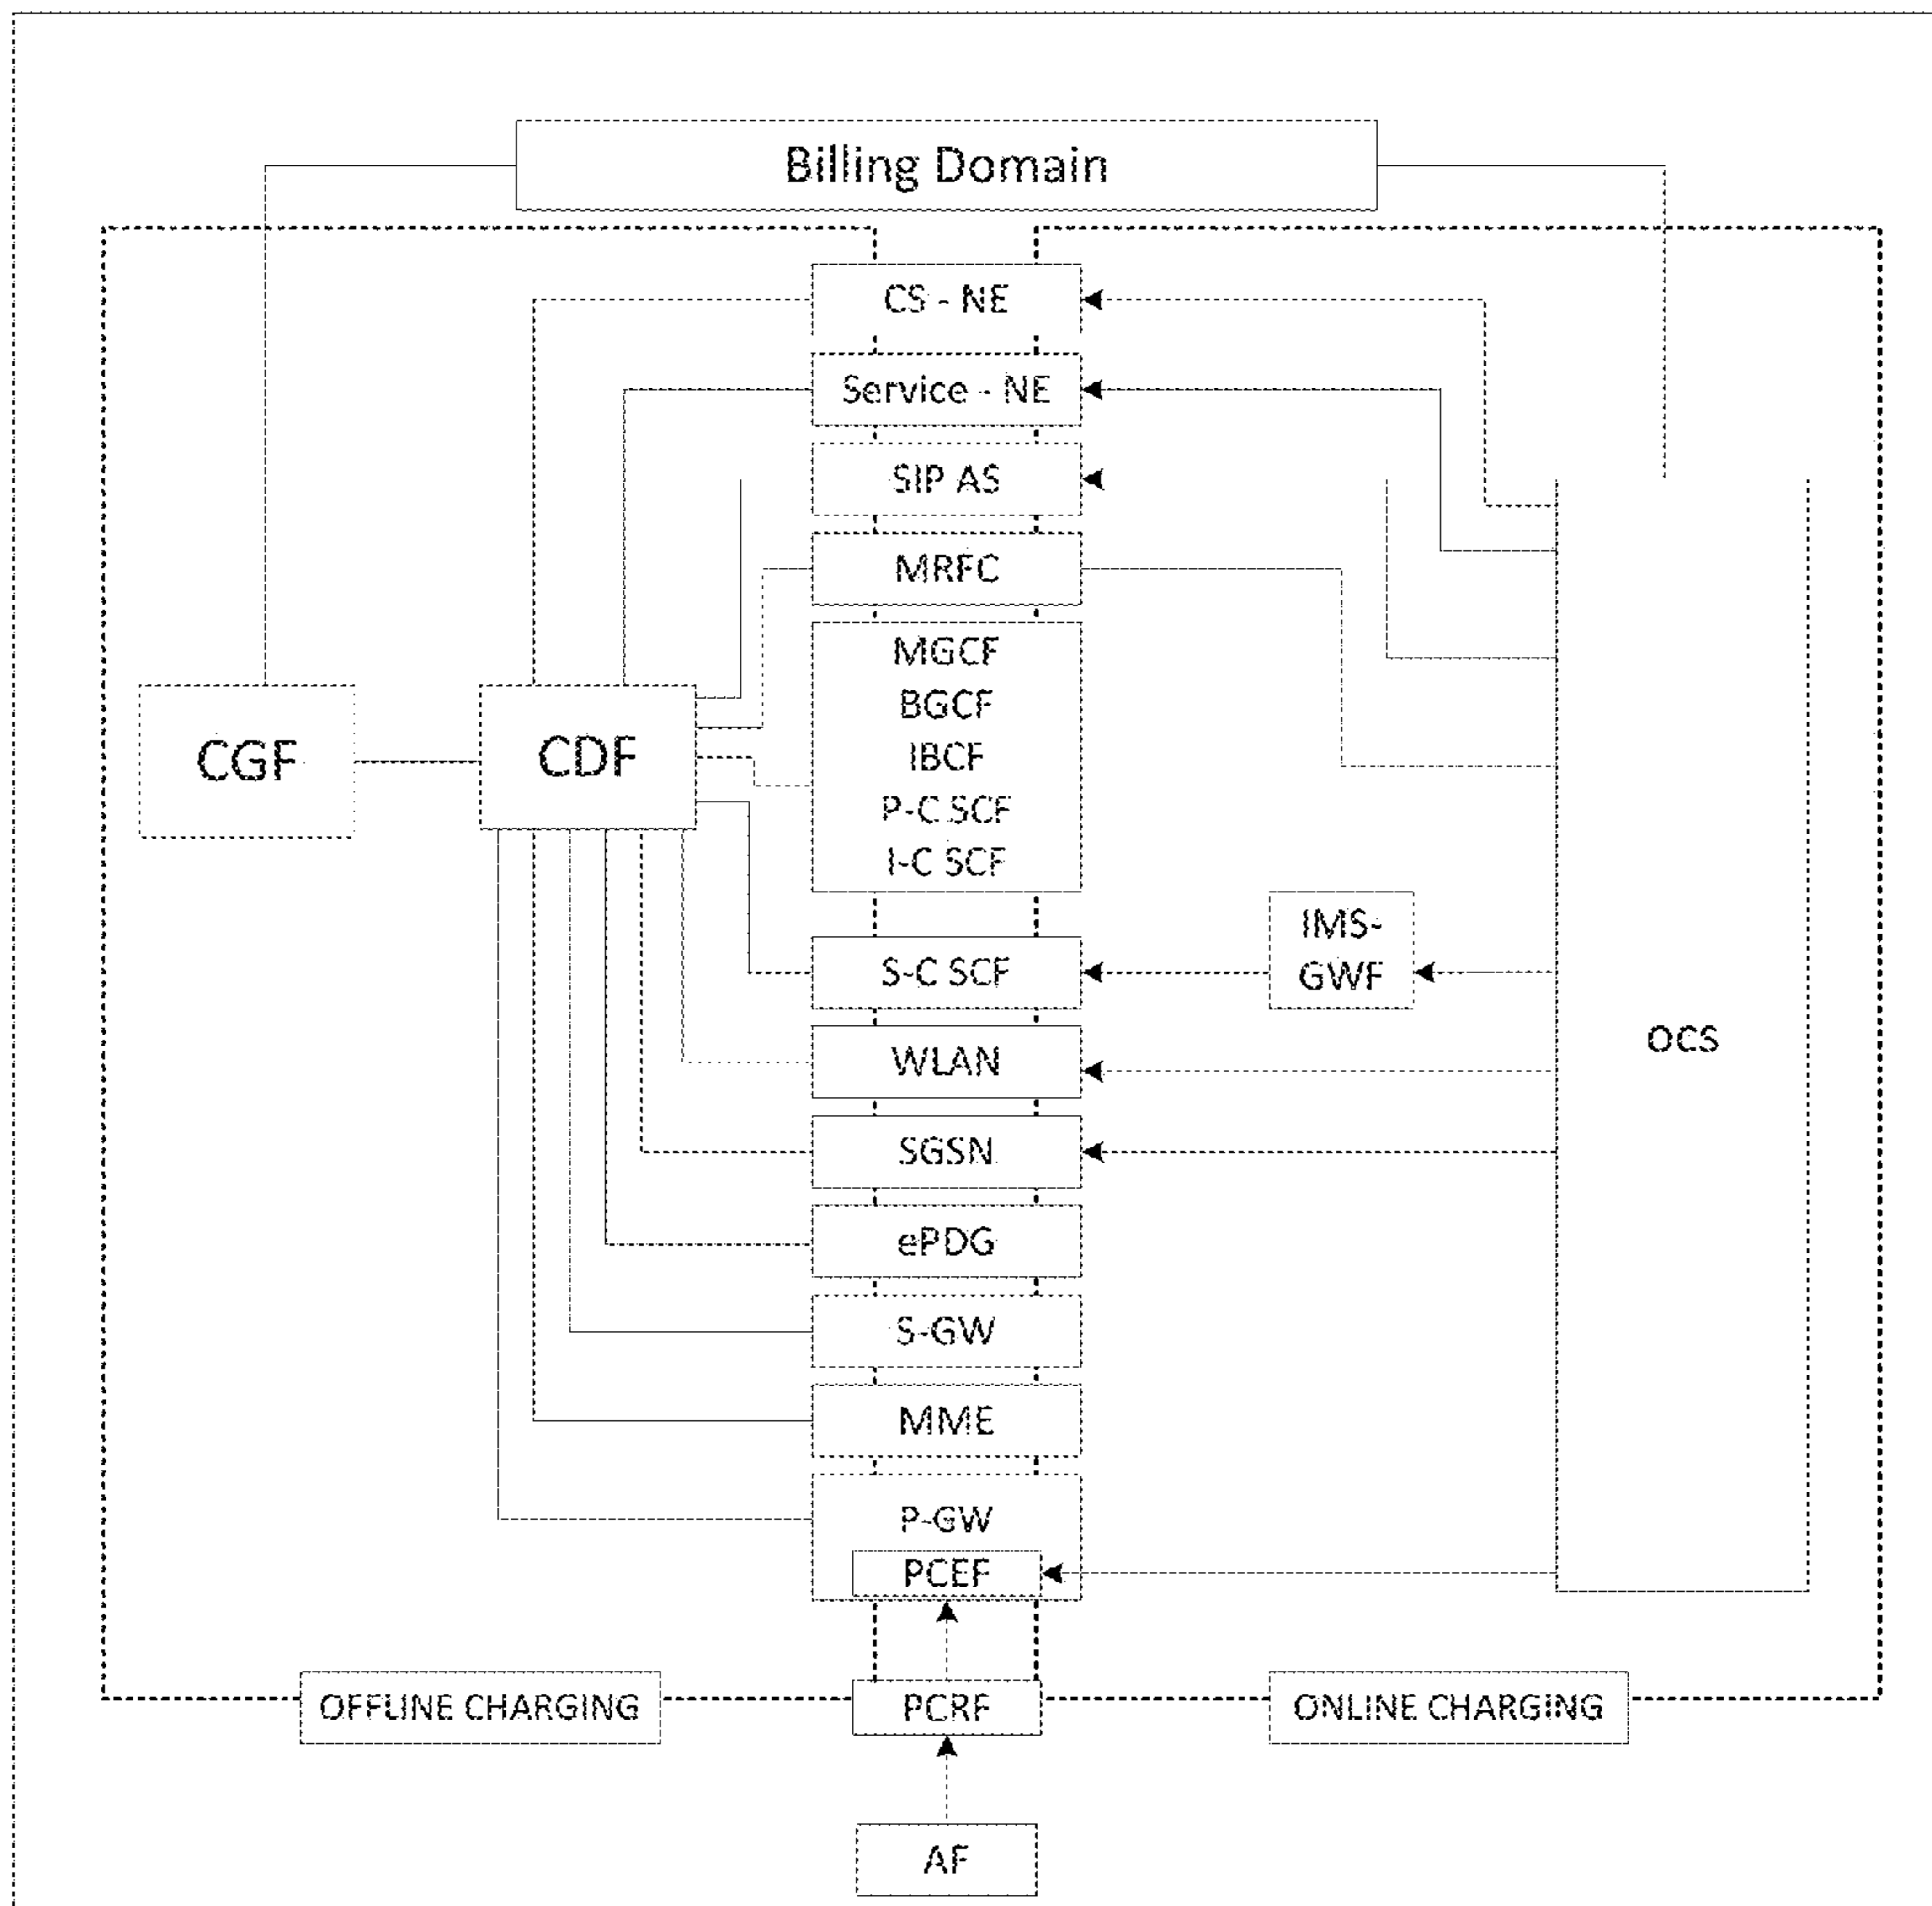 Billing Domain
CS - NE
Service - NE
SIP AS
MRFC
MGCF
BGCF
IBCF
P-C SCF
I-C SCF
CGF
CDF
IMS-
GWF
S-C SCF
OCS
WLAN
SGSN
ePDG
S-GW
MME
P-GW
PCEF
OFFLINE CHARGING
PCRF
ONLINE CHARGING
AF